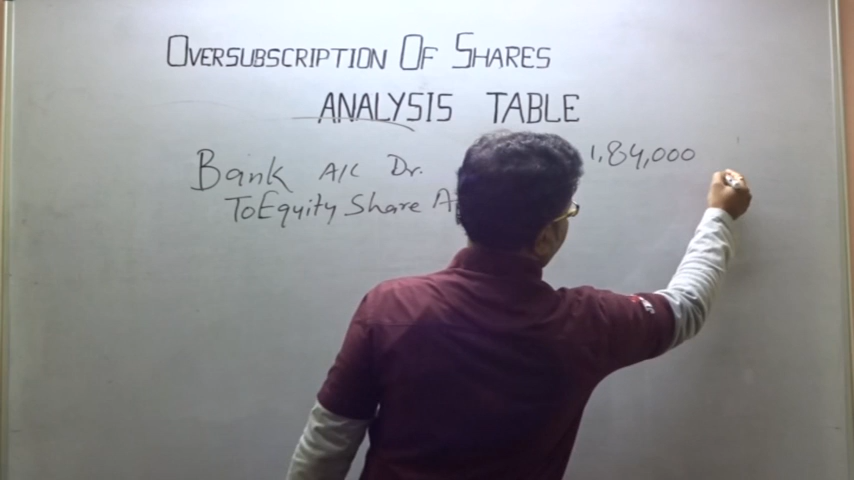 OVERSUBSCRIPTION OF SHARES
ANALYSIS TABLE
Bank A/C Dr. 1,84,000
To Equity Share A